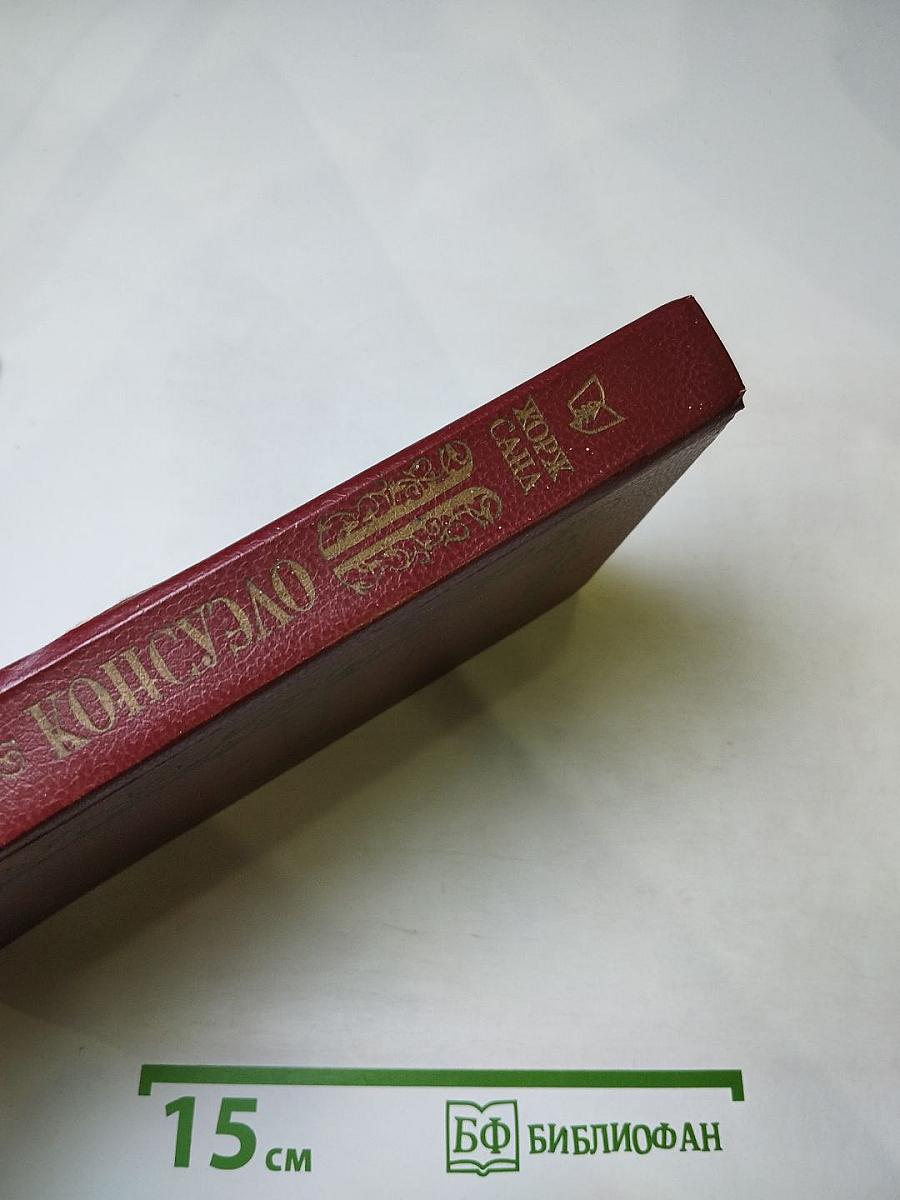 ЖОРЖ
САНД
КОНСУЭЛО
15 см
БФ БИБЛИОФАН